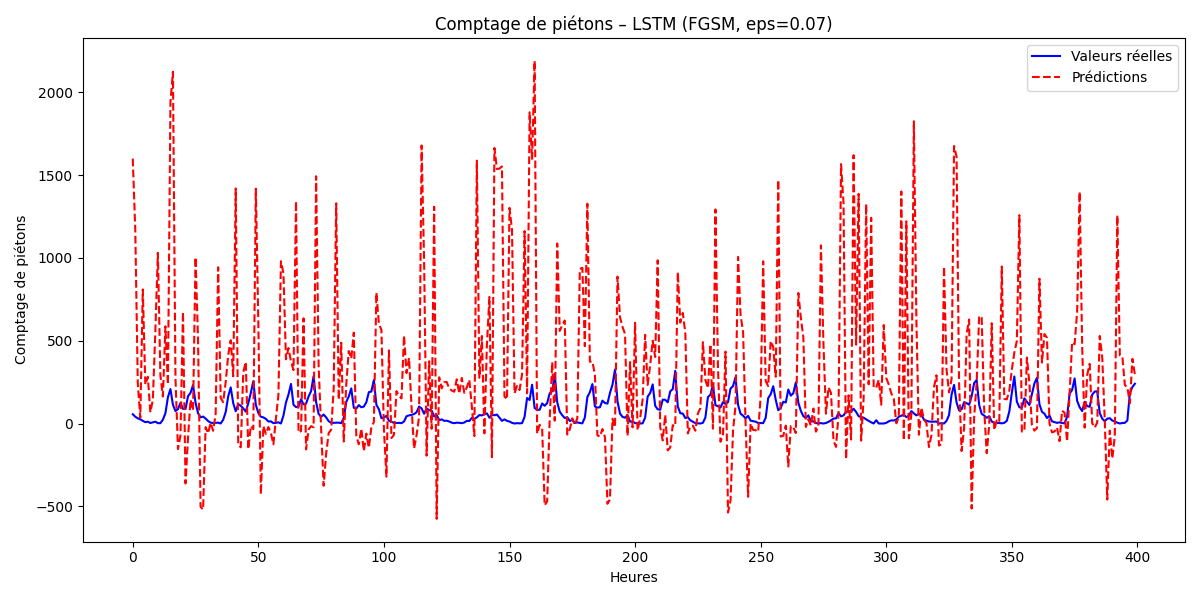 Comptage de piétons – LSTM (FGSM, eps=0.07)
Valeurs réelles
Prédictions
Comptage de piétons
2000
1500
1000
500
0
−500
0 50 100 150 200 250 300 350 400
Heures